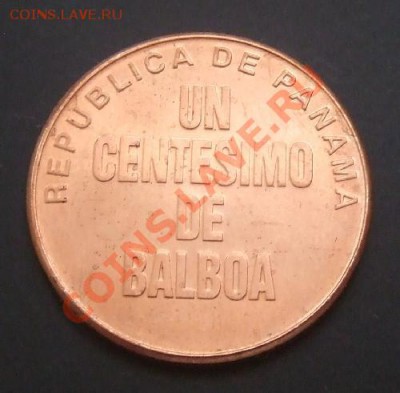 COINS.LAVE.RU
REPUBLICA DE PANAMA
UN
CENTESIMO
DE
BALBOA
COINS.LAVE.RU